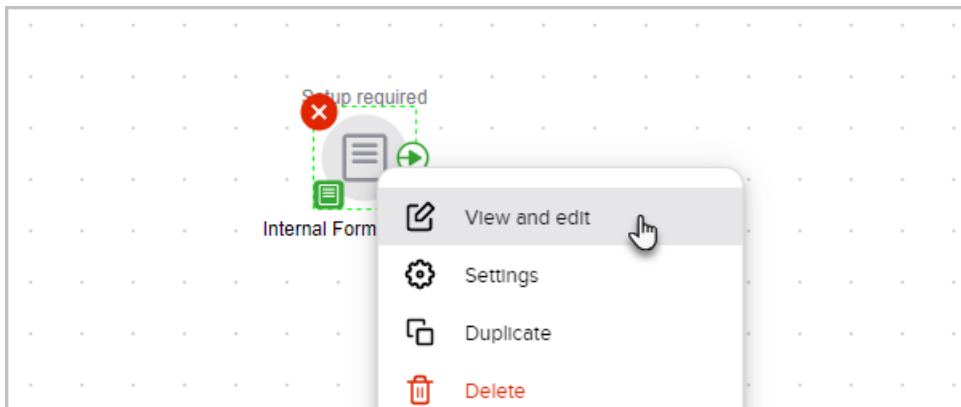 Setup required
Internal Form
View and edit
Settings
Duplicate
Delete